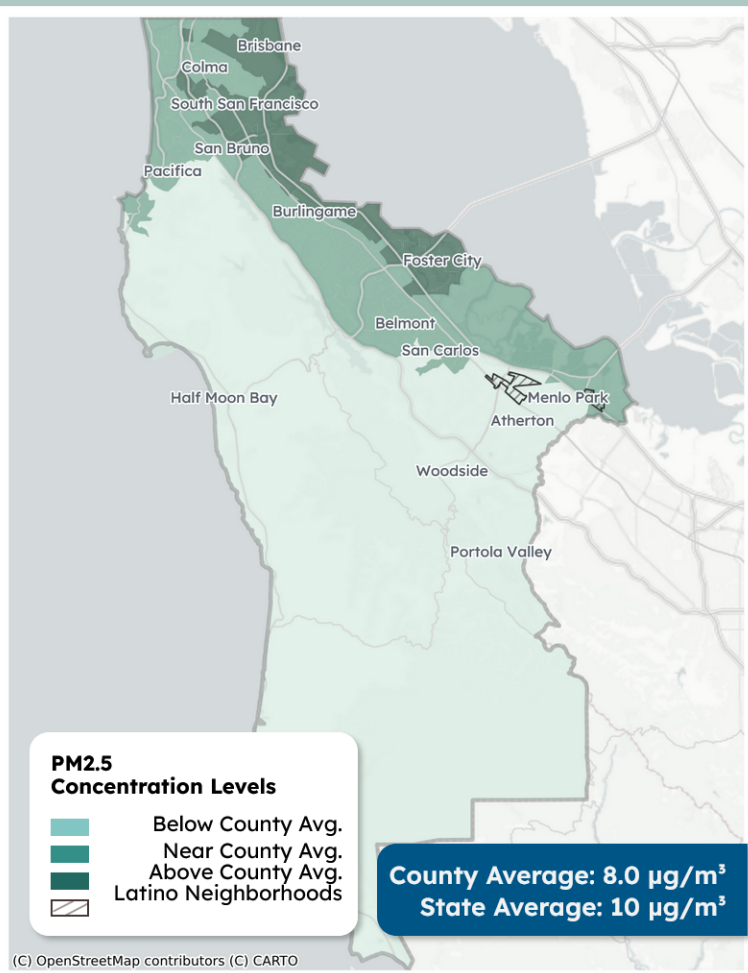 Brisbane
Colma
South San Francisco
San Bruno
Pacifica
Burlingame
Foster City
Belmont
San Carlos
Half Moon Bay
Menlo Park
Atherton
Woodside
Portola Valley
PM2.5
Concentration Levels
Below County Avg.
Near County Avg.
Above County Avg.
Latino Neighborhoods
County Average: 8.0 µg/m³
State Average: 10 µg/m³
(C) OpenStreetMap contributors (C) CARTO